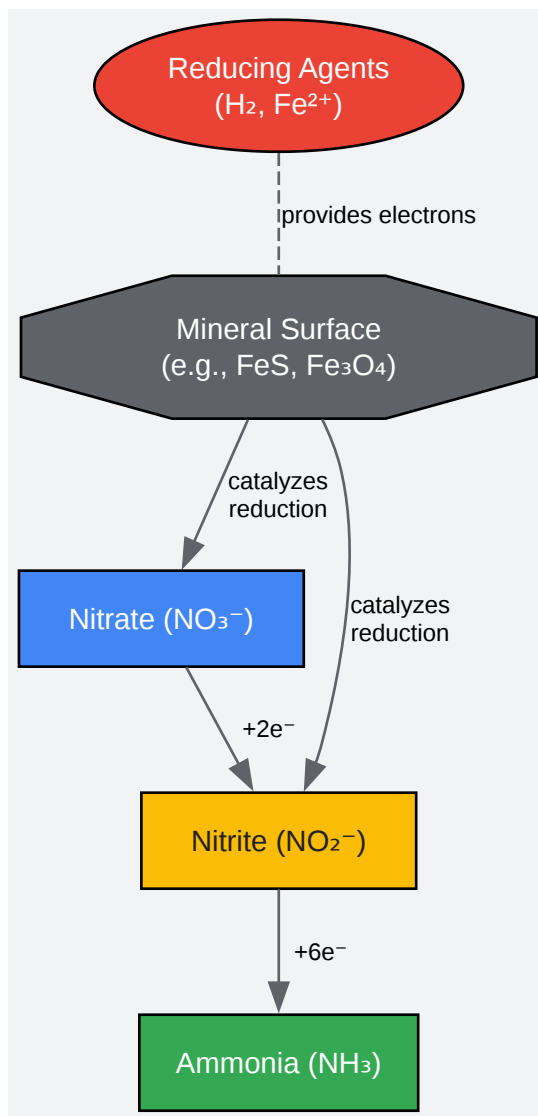 Reducing Agents
(H₂, Fe²⁺)
provides electrons
Mineral Surface
(e.g., FeS, Fe₃O₄)
catalyzes
reduction
Nitrate (NO₃⁻)
catalyzes
reduction
+2e⁻
Nitrite (NO₂⁻)
+6e⁻
Ammonia (NH₃)